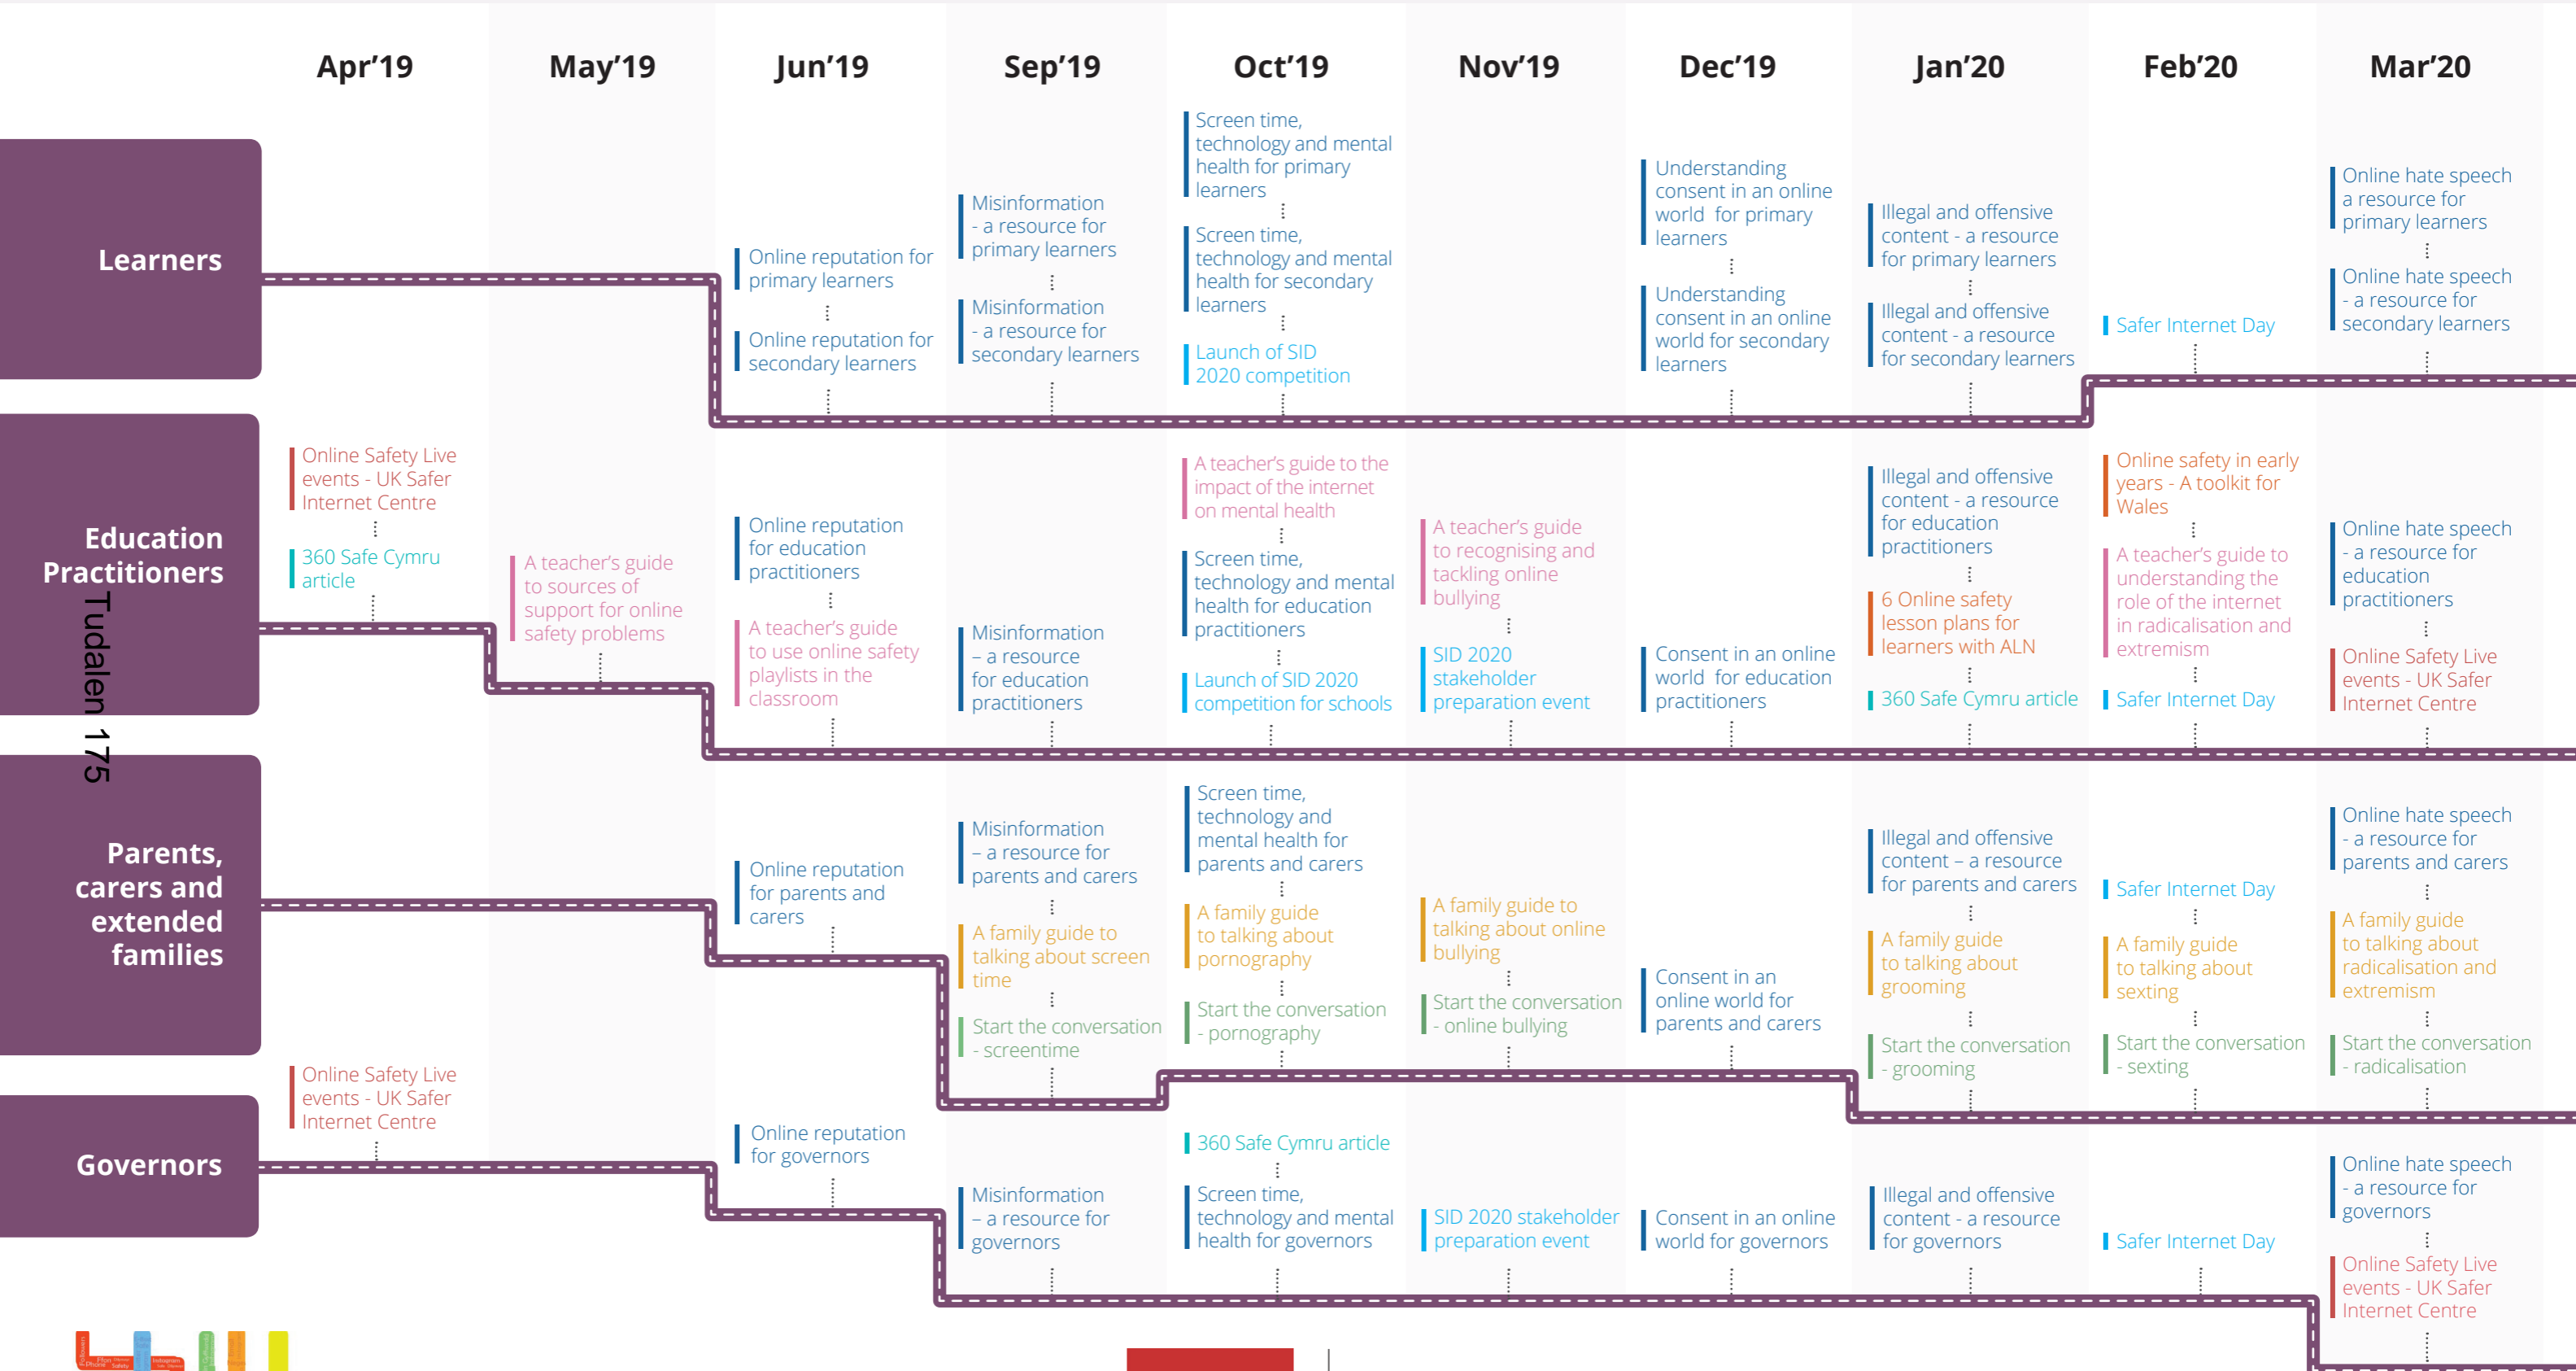 Apr’19
May’19
Jun’19
Sep’19
Oct’19
Nov’19
Dec’19
Jan’20
Feb’20
Mar’20
Learners
Online reputation for
primary learners
Online reputation for
secondary learners
Misinformation
- a resource for
primary learners
Misinformation
- a resource for
secondary learners
Screen time,
technology and mental
health for primary
learners
Screen time,
technology and mental
health for secondary
learners
Launch of SID
2020 competition
Understanding
consent in an online
world for primary
learners
Understanding
consent in an online
world for secondary
learners
Illegal and offensive
content - a resource
for primary learners
Illegal and offensive
content - a resource
for secondary learners
Safer Internet Day
Online hate speech
a resource for
primary learners
Online hate speech
- a resource for
secondary learners
Education
Practitioners
Online Safety Live
events - UK Safer
Internet Centre
360 Safe Cymru
article
A teacher’s guide
to sources of
support for online
safety problems
Online reputation
for education
practitioners
A teacher’s guide
to use online safety
playlists in the
classroom
Misinformation
– a resource
for education
practitioners
A teacher’s guide to the
impact of the internet
on mental health
Screen time,
technology and mental
health for education
practitioners
Launch of SID 2020
competition for schools
A teacher’s guide
to recognising and
tackling online
bullying
SID 2020
stakeholder
preparation event
Consent in an online
world for education
practitioners
Illegal and offensive
content - a resource
for education
practitioners
6 Online safety
lesson plans for
learners with ALN
360 Safe Cymru article
Online safety in early
years - A toolkit for
Wales
A teacher’s guide to
understanding the
role of the internet
in radicalisation and
extremism
Safer Internet Day
Online hate speech
- a resource for
education
practitioners
Online Safety Live
events - UK Safer
Internet Centre
Tudalen 175
Parents,
carers and
extended
families
Online reputation
for parents and
carers
Misinformation
– a resource for
parents and carers
A family guide to
talking about screen
time
Start the conversation
- screentime
Screen time,
technology and
mental health for
parents and carers
A family guide
to talking about
pornography
Start the conversation
- pornography
A family guide to
talking about online
bullying
Start the conversation
- online bullying
Consent in an
online world for
parents and carers
Illegal and offensive
content – a resource
for parents and carers
A family guide
to talking about
grooming
Start the conversation
- grooming
Safer Internet Day
A family guide
to talking about
sexting
Start the conversation
- sexting
Online hate speech
- a resource for
parents and carers
A family guide
to talking about
radicalisation and
extremism
Start the conversation
- radicalisation
Governors
Online Safety Live
events - UK Safer
Internet Centre
Online reputation
for governors
Misinformation
– a resource for
governors
360 Safe Cymru article
Screen time,
technology and mental
health for governors
SID 2020 stakeholder
preparation event
Consent in an online
world for governors
Illegal and offensive
content - a resource
for governors
Safer Internet Day
Online hate speech
- a resource for
governors
Online Safety Live
events - UK Safer
Internet Centre